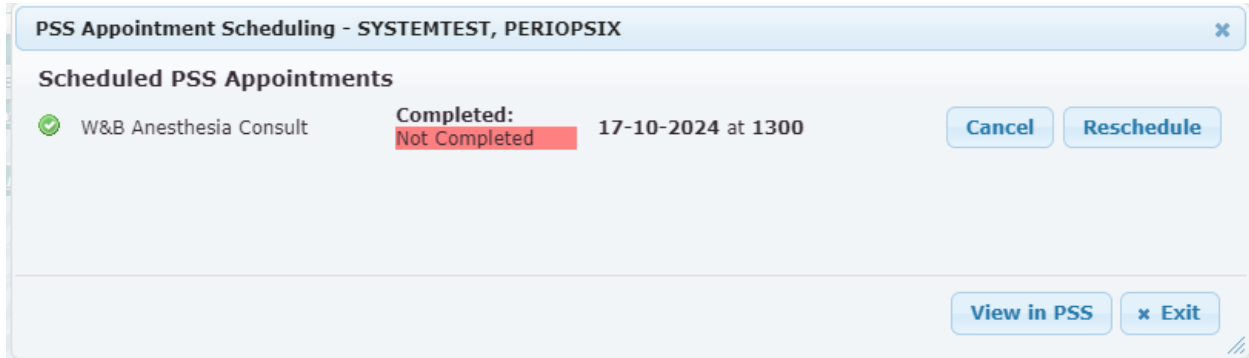 PSS Appointment Scheduling - SYSTEMTEST, PERIOPSIX
Scheduled PSS Appointments
W&B Anesthesia Consult
Completed:
Not Completed
17-10-2024 at 1300
Cancel
Reschedule
View in PSS
Exit